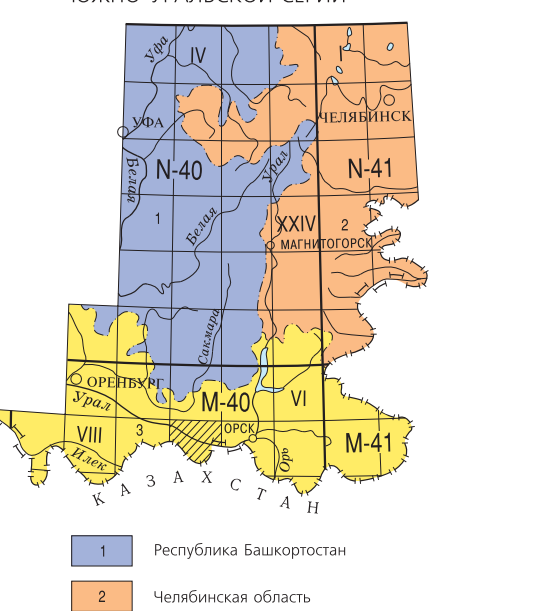 ЮЖНО-УРАЛЬСКОЙ СЕРИИ
Уфа
IV
I
УФА
ЧЕЛЯБИНСК
Белая
N-40
Урал
N-41
1
Белая
XXIV
2
МАГНИТОГОРСК
Сакмара
ОРЕНБУРГ
Урал
M-40
VI
VIII
3
ОРСК
M-41
Илек
Орь
КАЗАХСТАН
1 Республика Башкортостан
2 Челябинская область